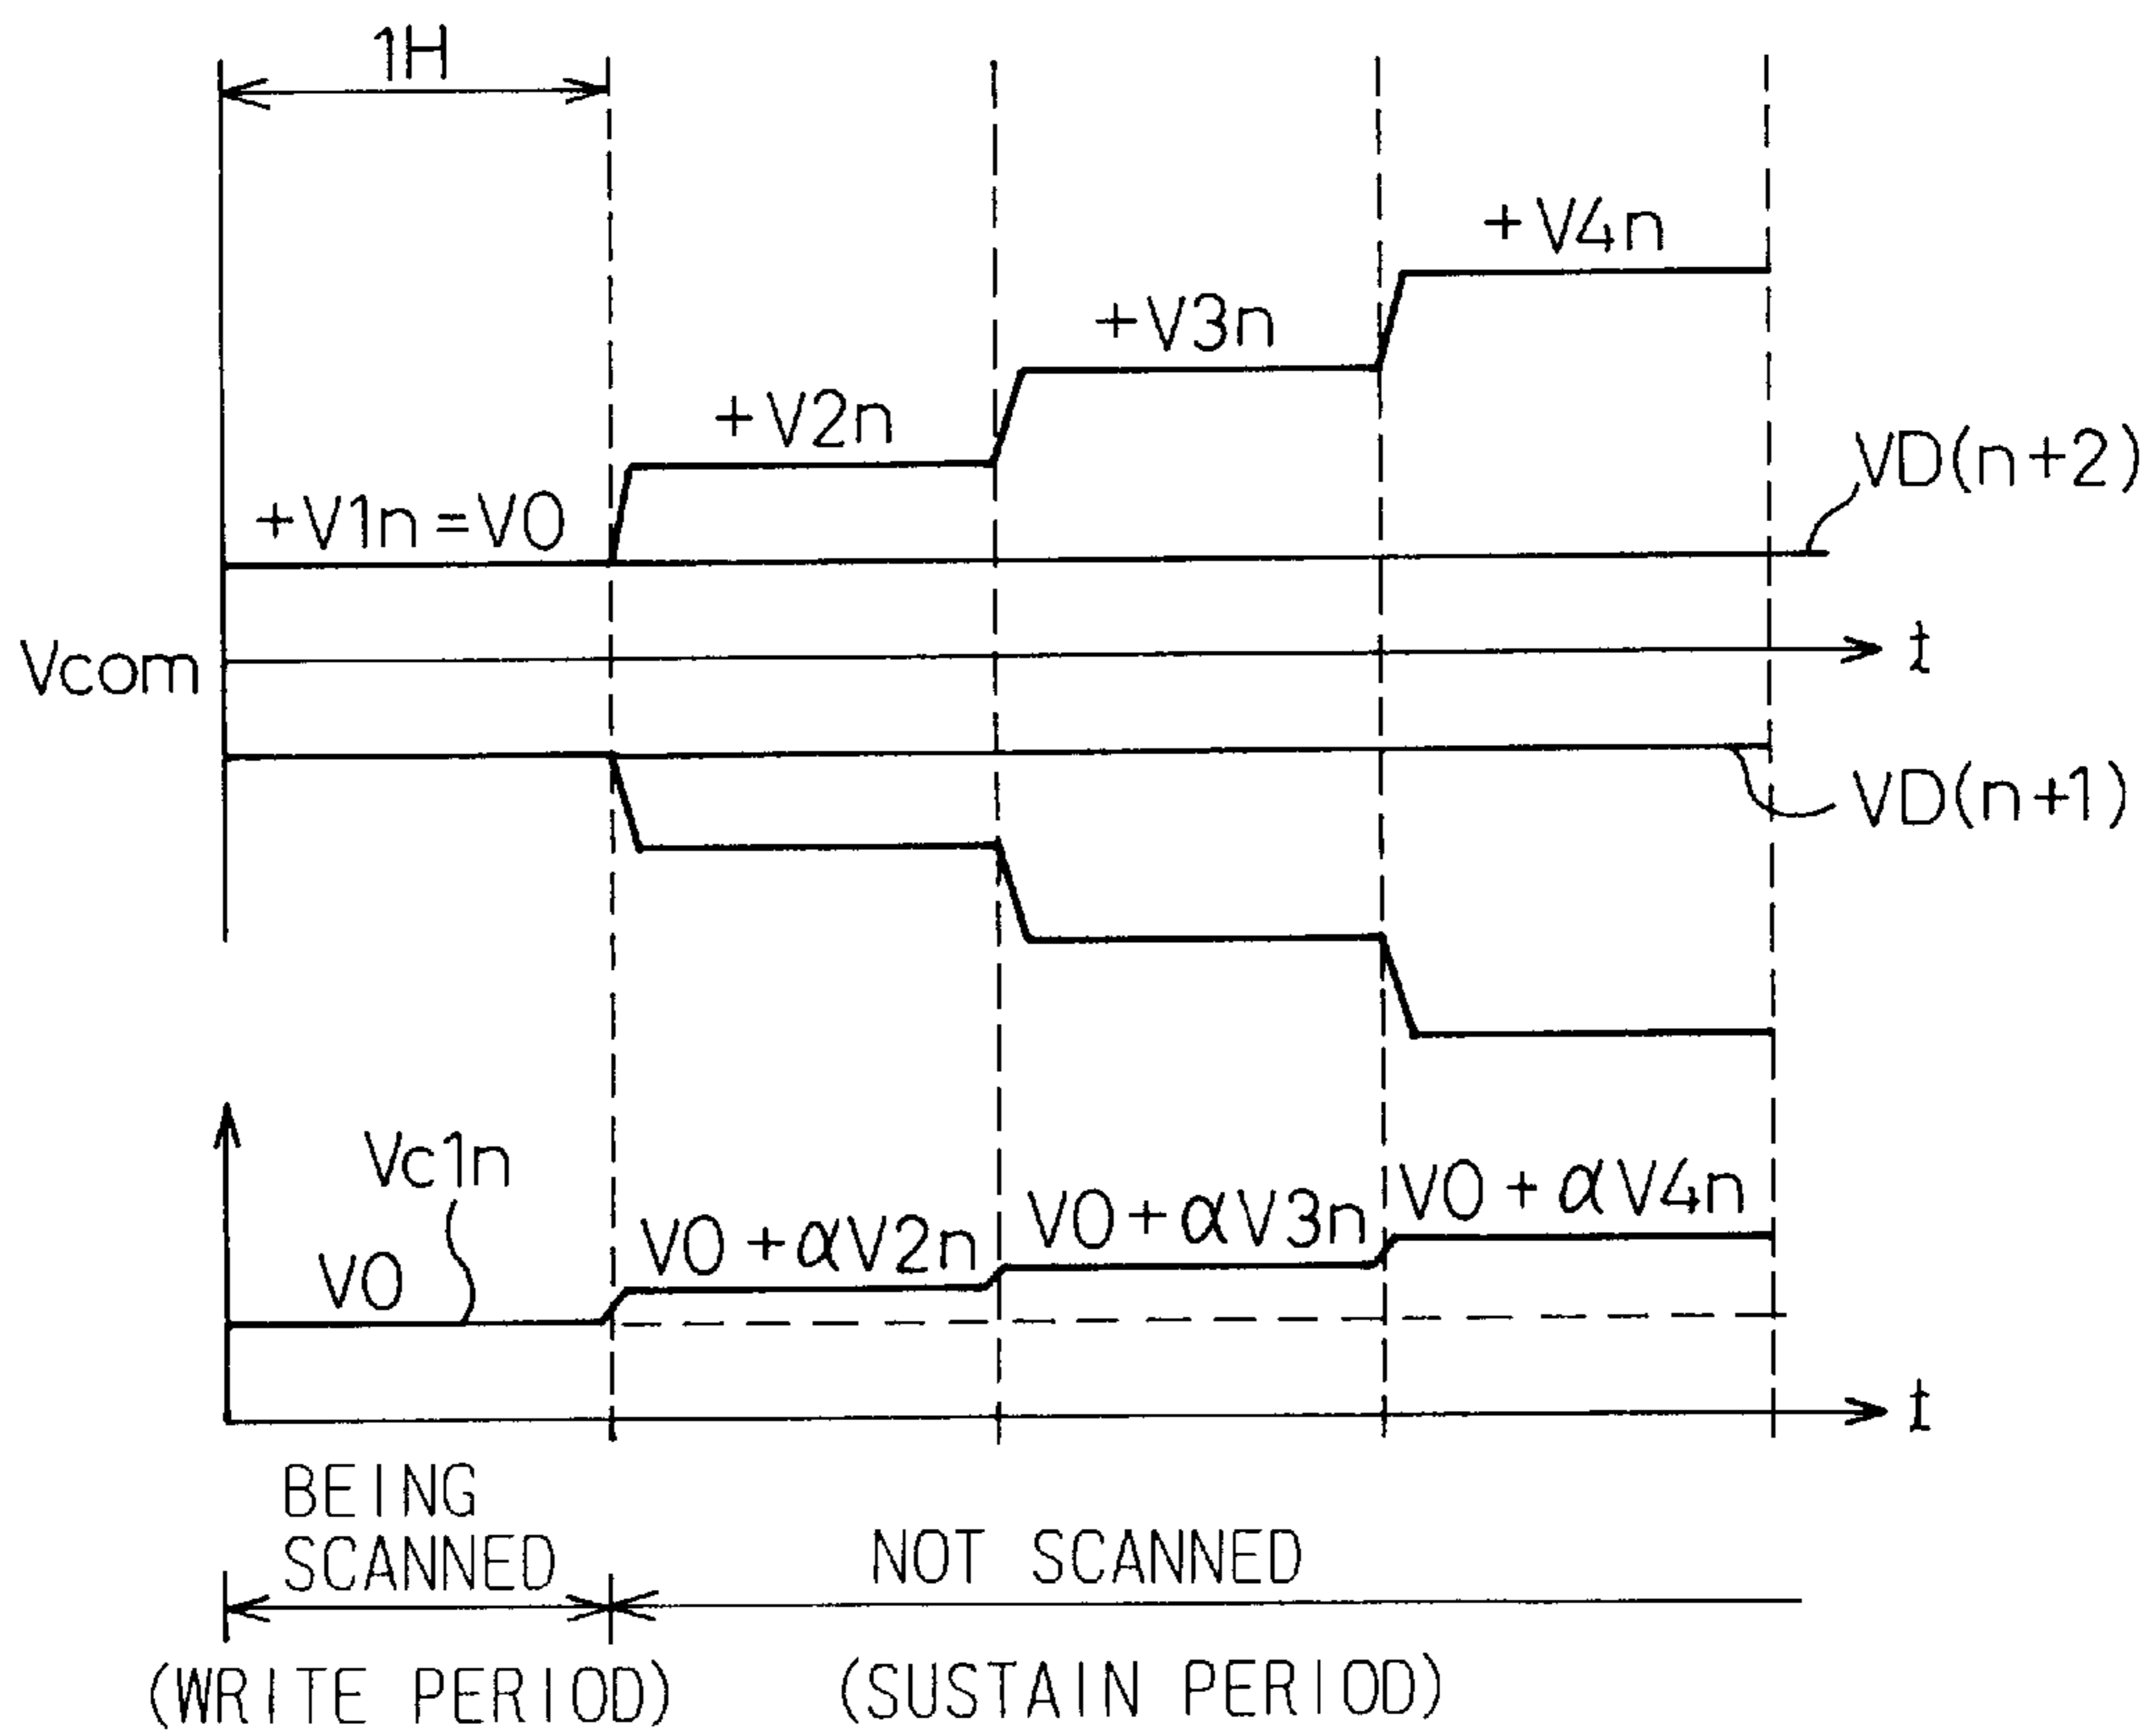 1H
+V4n
+V3n
+V2n
VD(n+2)
+V1n=V0
t
Vcom
VD(n+1)
Vc1n
V0+αV4n
V0+αV3n
V0+αV2n
V0
t
BEING
SCANNED
NOT SCANNED
(WRITE PERIOD)
(SUSTAIN PERIOD)